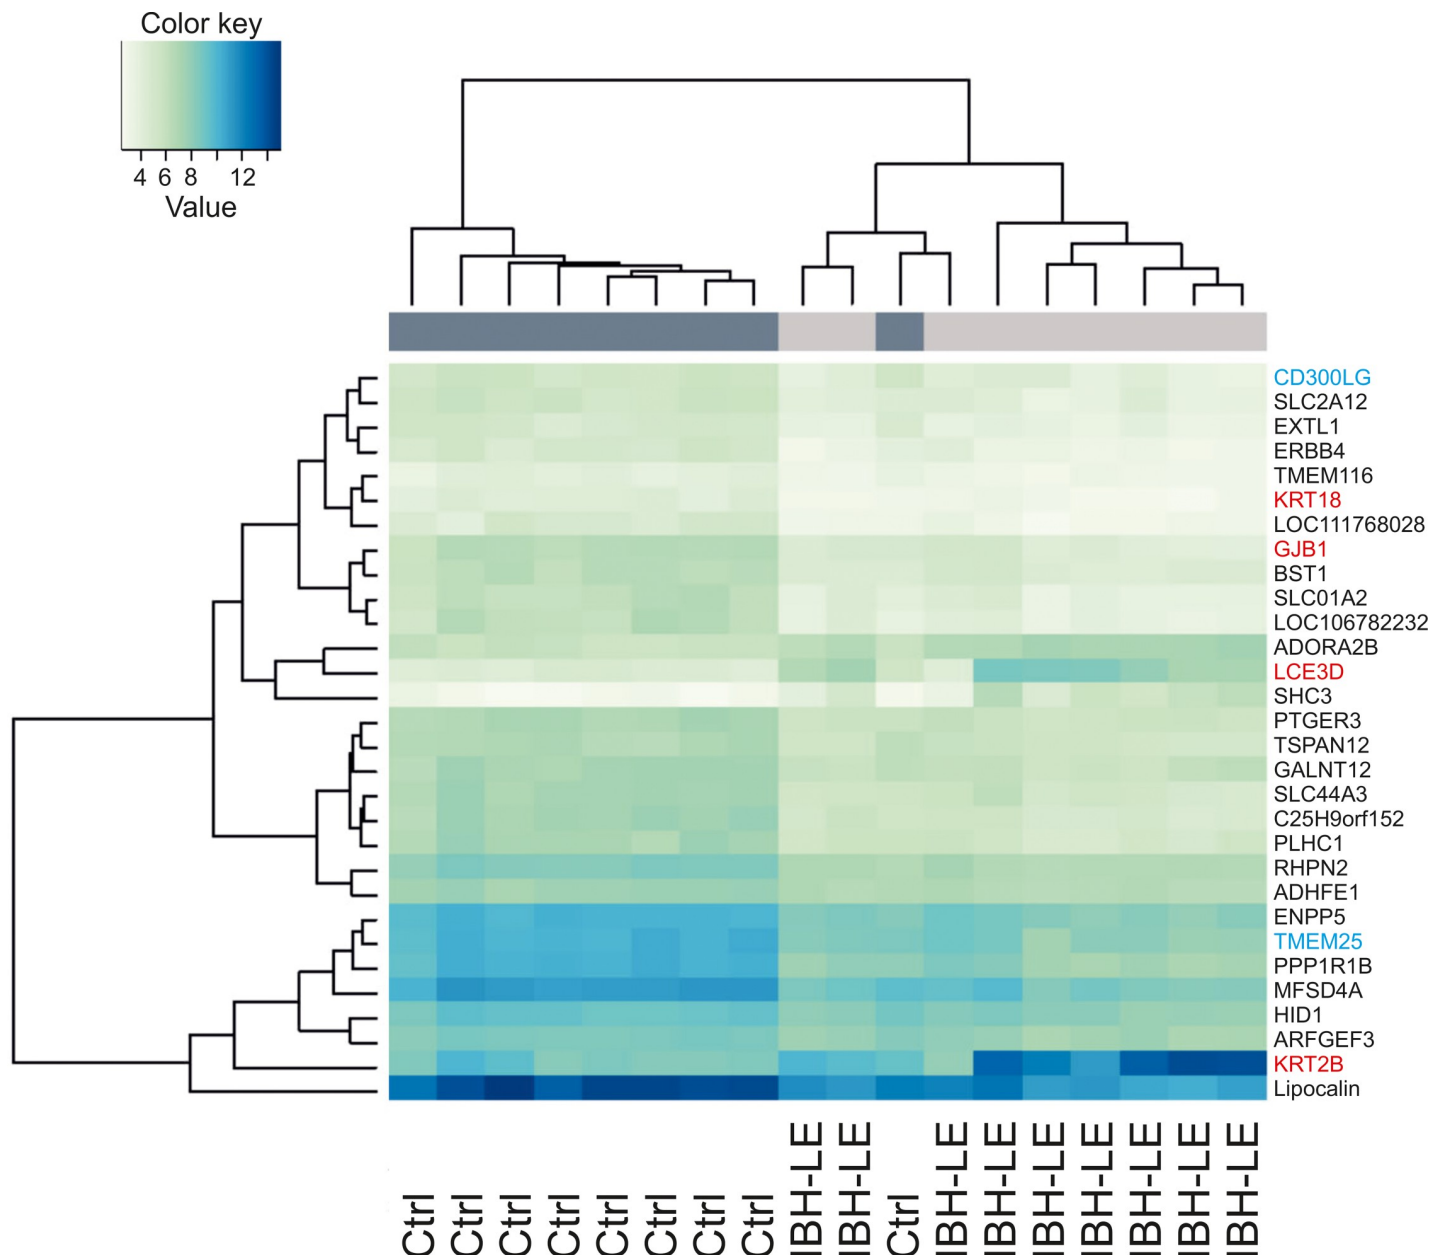 Color key
4 6 8 12
Value
CD300LG
SLC2A12
EXTL1
ERBB4
TMEM116
KRT18
LOC111768028
GJB1
BST1
SLC01A2
LOC106782232
ADORA2B
LCE3D
SHC3
PTGER3
TSPAN12
GALNT12
SLC44A3
C25H9orf152
PLHC1
RHPN2
ADHFE1
ENPP5
TMEM25
PPP1R1B
MFSD4A
HID1
ARFGEF3
KRT2B
Lipocalin
Ctrl
Ctrl
Ctrl
Ctrl
Ctrl
Ctrl
Ctrl
Ctrl
IBH-LE
IBH-LE
Ctrl
IBH-LE
IBH-LE
IBH-LE
IBH-LE
IBH-LE
IBH-LE
IBH-LE